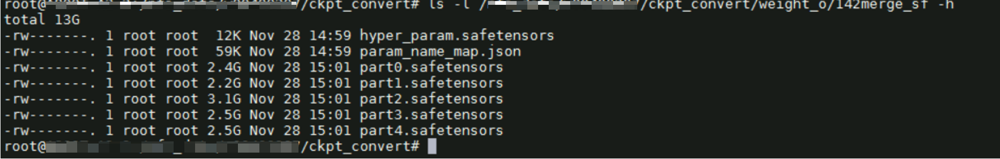 root@ /ckpt_convert# ls -l / /ckpt_convert/weight_o/142merge_sf -h
total 13G
-rw-------. 1 root root  12K Nov 28 14:59 hyper_param.safetensors
-rw-------. 1 root root  59K Nov 28 14:59 param_name_map.json
-rw-------. 1 root root 2.4G Nov 28 15:01 part0.safetensors
-rw-------. 1 root root 2.2G Nov 28 15:01 part1.safetensors
-rw-------. 1 root root 3.1G Nov 28 15:01 part2.safetensors
-rw-------. 1 root root 2.5G Nov 28 15:01 part3.safetensors
-rw-------. 1 root root 2.5G Nov 28 15:01 part4.safetensors
root@ /ckpt_convert#